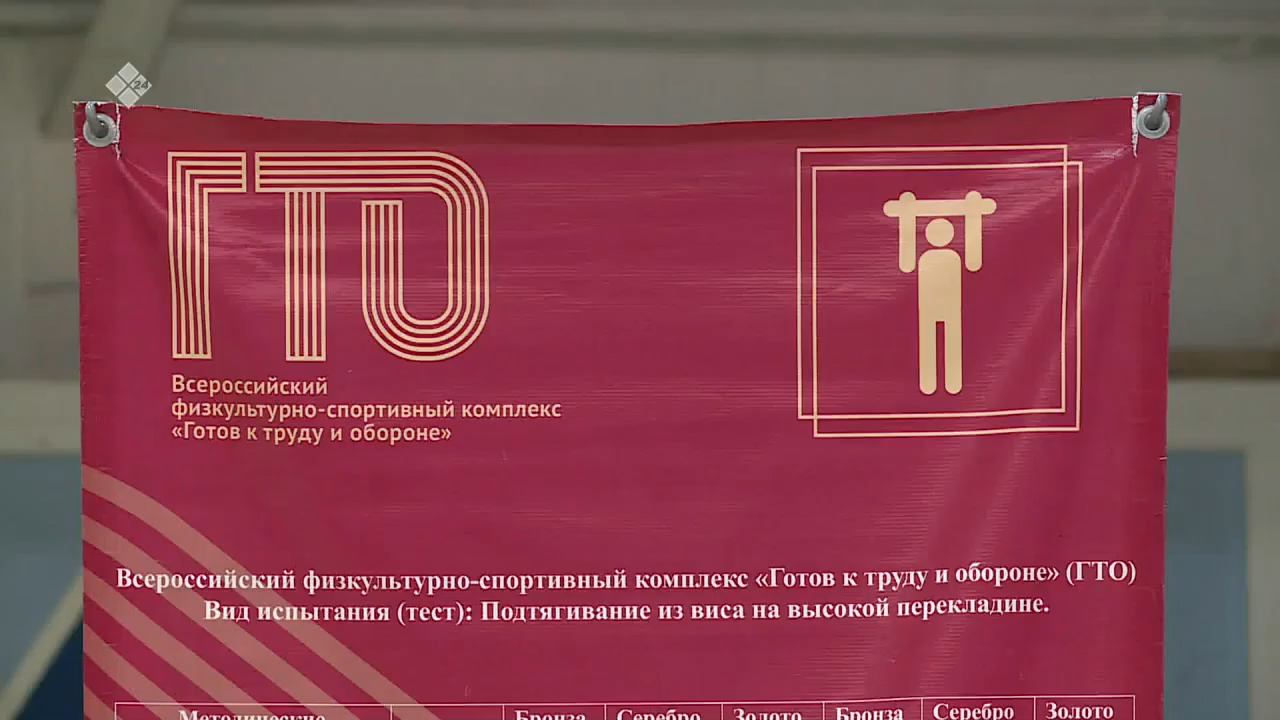 24
ГТО
Всероссийский
физкультурно-спортивный комплекс
«Готов к труду и обороне»
Всероссийский физкультурно-спортивный комплекс «Готов к труду и обороне» (ГТО)
Вид испытания (тест): Подтягивание из виса на высокой перекладине.
Методические Бронза Серебро Золото Бронза Серебро Золото